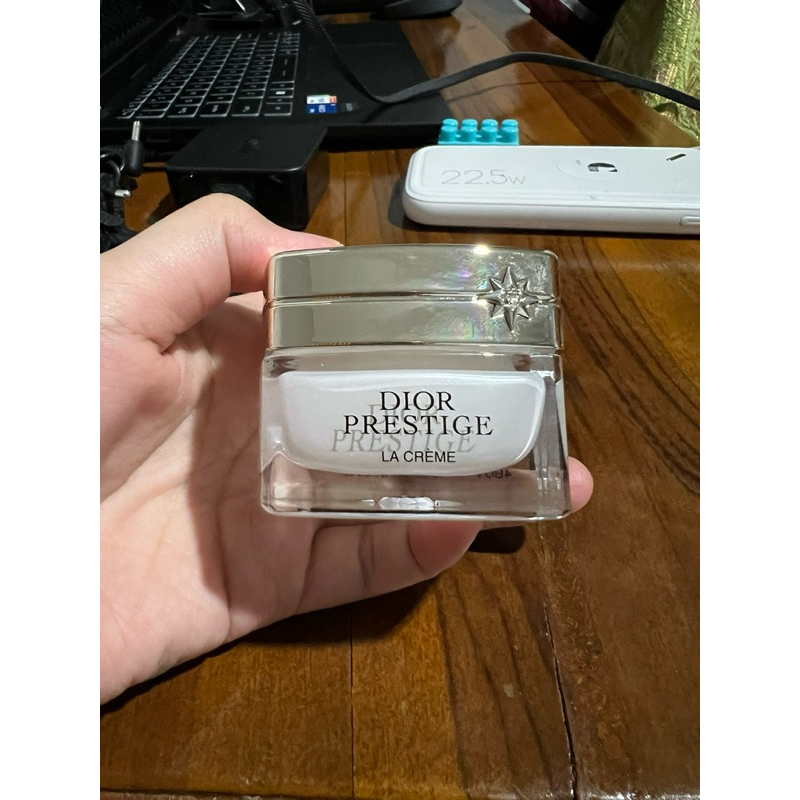 22.5W
DIOR
PRESTIGE
LA CRÈME